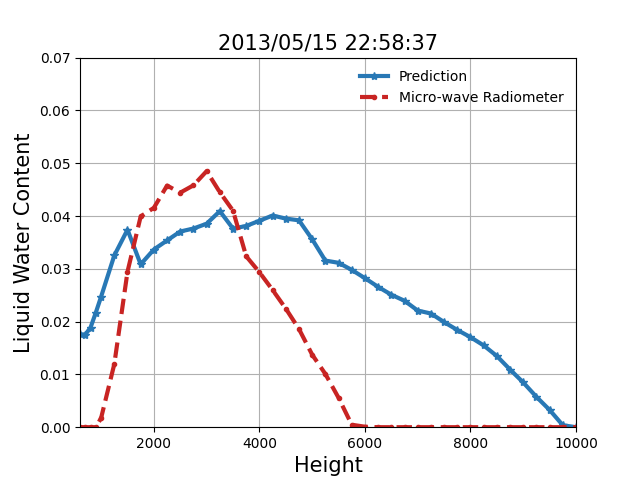 2013/05/15 22:58:37
0.07
0.06
0.05
0.04
0.03
0.02
0.01
0.00
Liquid Water Content
Prediction
Micro-wave Radiometer
2000 4000 6000 8000 10000
Height